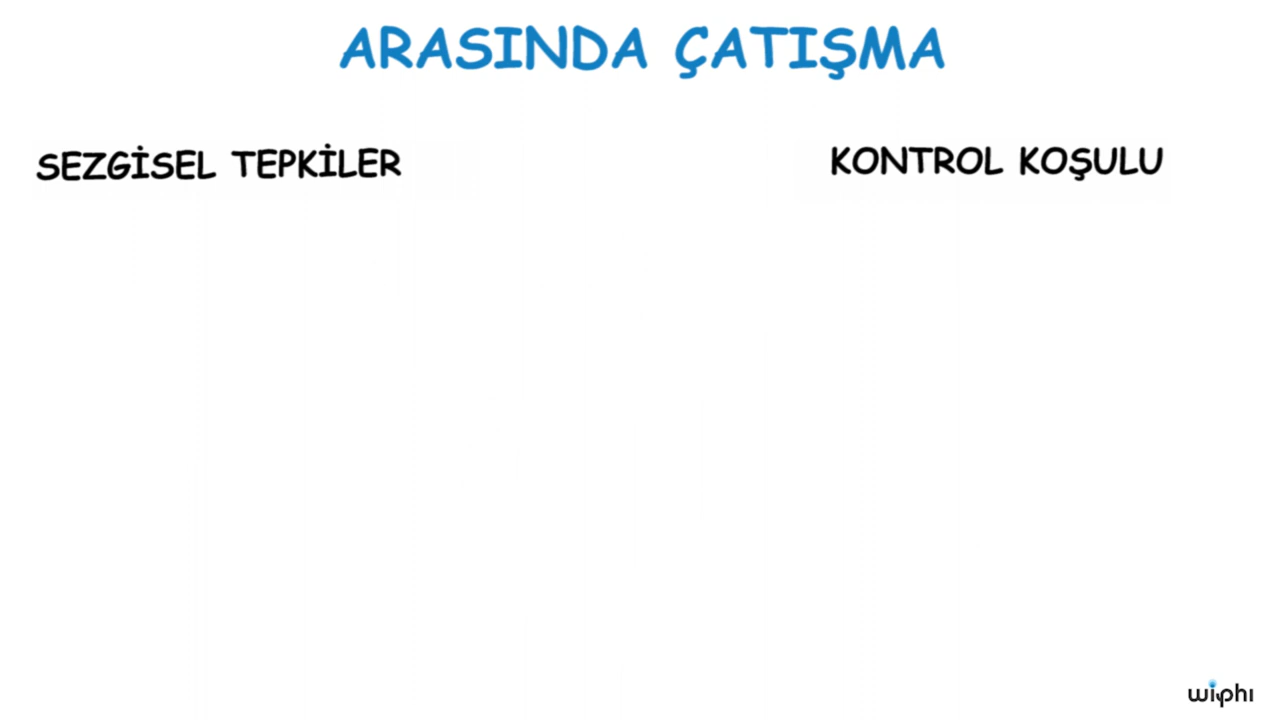 ARASINDA ÇATIŞMA
SEZGİSEL TEPKİLER
KONTROL KOŞULU
wiphi